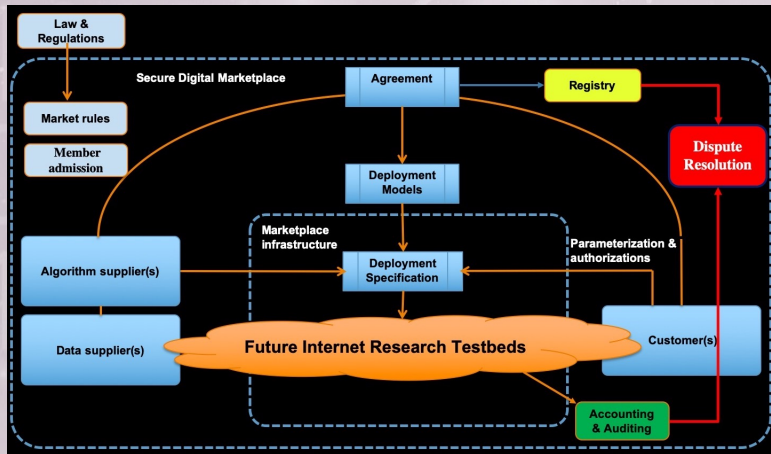 Law &
Regulations
Secure Digital Marketplace
Agreement
Registry
Market rules
Member
admission
Dispute
Resolution
Deployment
Models
Marketplace
infrastructure
Parameterization &
authorizations
Algorithm supplier(s)
Deployment
Specification
Data supplier(s)
Future Internet Research Testbeds
Customer(s)
Accounting
& Auditing